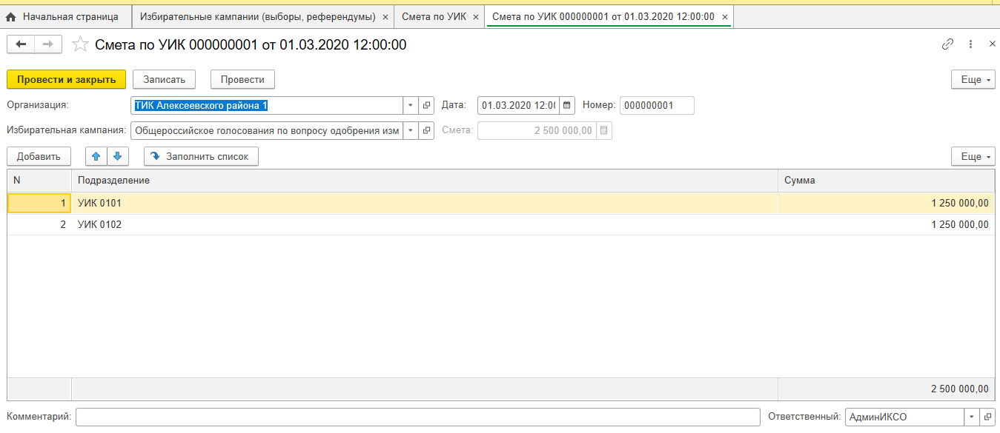 Начальная страница Избирательные кампании (выборы, референдумы) × Смета по УИК × Смета по УИК 000000001 от 01.03.2020 12:00:00 ×
Смета по УИК 000000001 от 01.03.2020 12:00:00
Провести и закрыть Записать Провести Еще
Организация: ТИК Алексеевского района 1 Дата: 01.03.2020 12:0 Номер: 000000001
Избирательная кампания: Общероссийское голосования по вопросу одобрения изм Смета: 2 500 000,00
Добавить Заполнить список Еще
N Подразделение Сумма
1 УИК 0101 1 250 000,00
2 УИК 0102 1 250 000,00
2 500 000,00
Комментарий: Ответственный: АдминИКСО